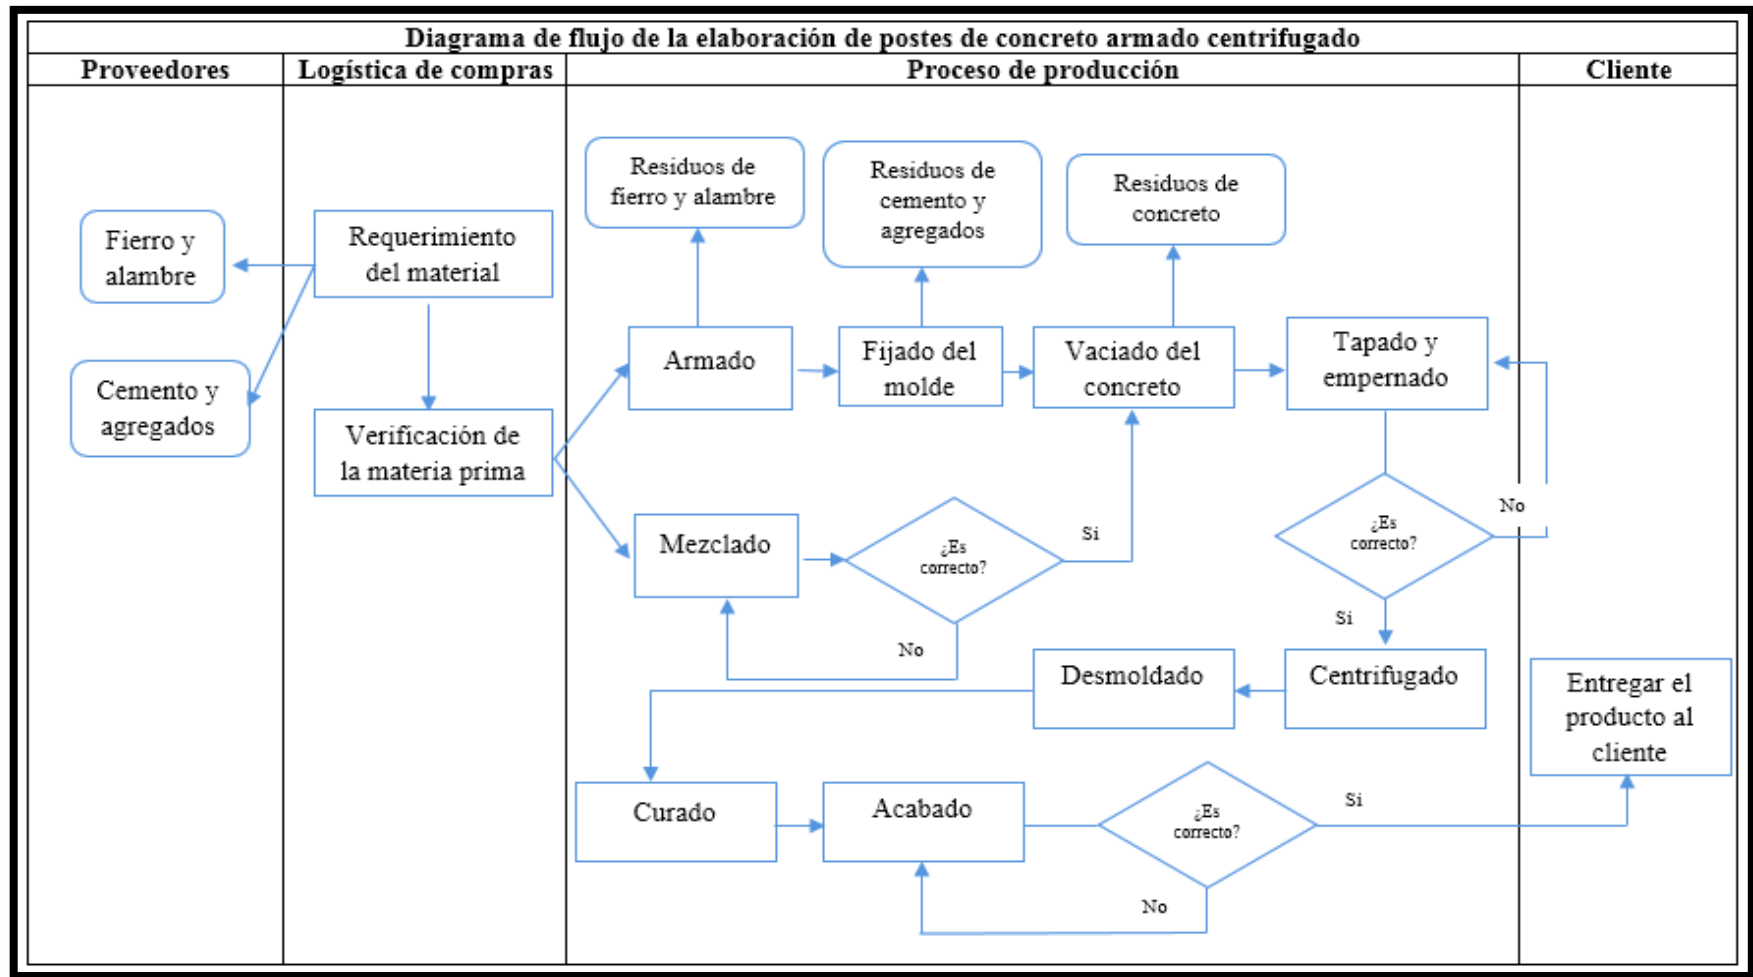 Diagrama de flujo de la elaboración de postes de concreto armado centrifugado
Proveedores
Logística de compras
Proceso de producción
Cliente
Fierro y
alambre
Cemento y
agregados
Requerimiento
del material
Verificación de
la materia prima
Residuos de
fierro y alambre
Residuos de
cemento y
agregados
Residuos de
concreto
Armado
Fijado del
molde
Vaciado del
concreto
Tapado y
empernado
Mezclado
¿Es
correcto?
Si
No
¿Es
correcto?
No
Si
Desmoldado
Centrifugado
Curado
Acabado
¿Es
correcto?
Si
No
Entregar el
producto al
cliente